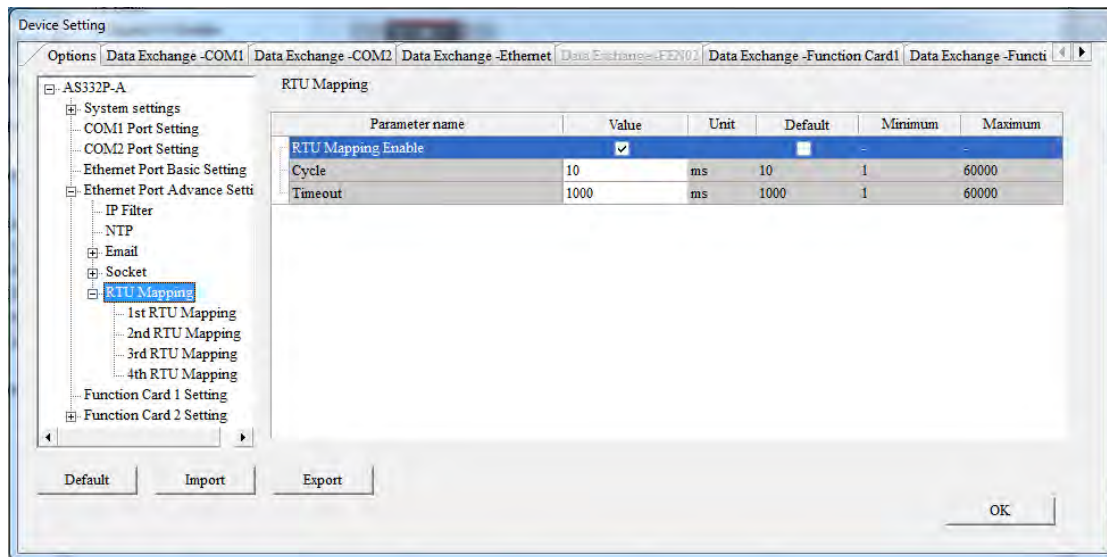 Device Setting
Options Data Exchange -COM1 Data Exchange -COM2 Data Exchange -Ethernet Data Exchange -FEN02 Data Exchange -Function Card1 Data Exchange -Functi
AS332P-A
System settings
COM1 Port Setting
COM2 Port Setting
Ethernet Port Basic Setting
Ethernet Port Advance Setti
IP Filter
NTP
Email
Socket
RTU Mapping
1st RTU Mapping
2nd RTU Mapping
3rd RTU Mapping
4th RTU Mapping
Function Card 1 Setting
Function Card 2 Setting
RTU Mapping
Parameter name Value Unit Default Minimum Maximum
RTU Mapping Enable - -
Cycle 10 ms 10 1 60000
Timeout 1000 ms 1000 1 60000
Default Import Export
OK